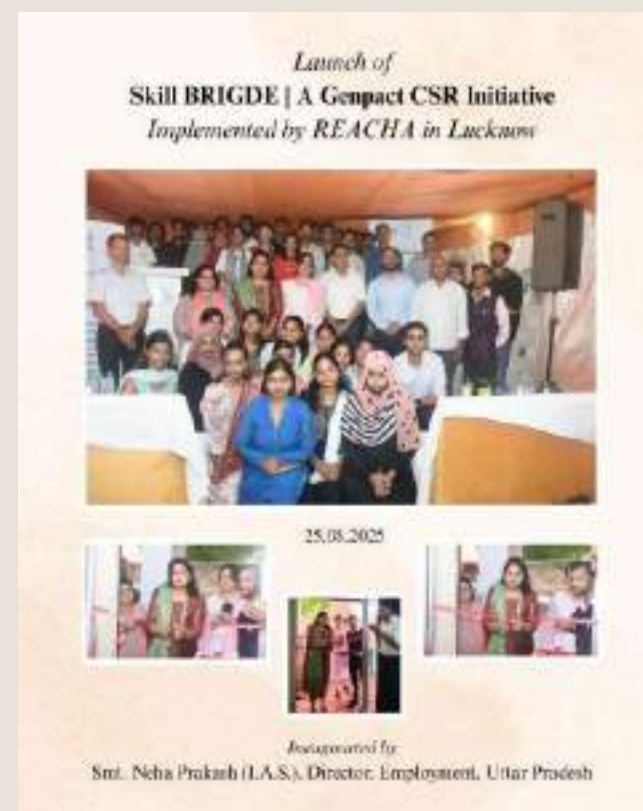 Launch of
Skill BRIGDE | A Genpact CSR Initiative
Implemented by REACHA in Lucknow
25.08.2025
Inaugurated by
Smt. Neha Prakash (I.A.S.), Director, Employment, Uttar Pradesh